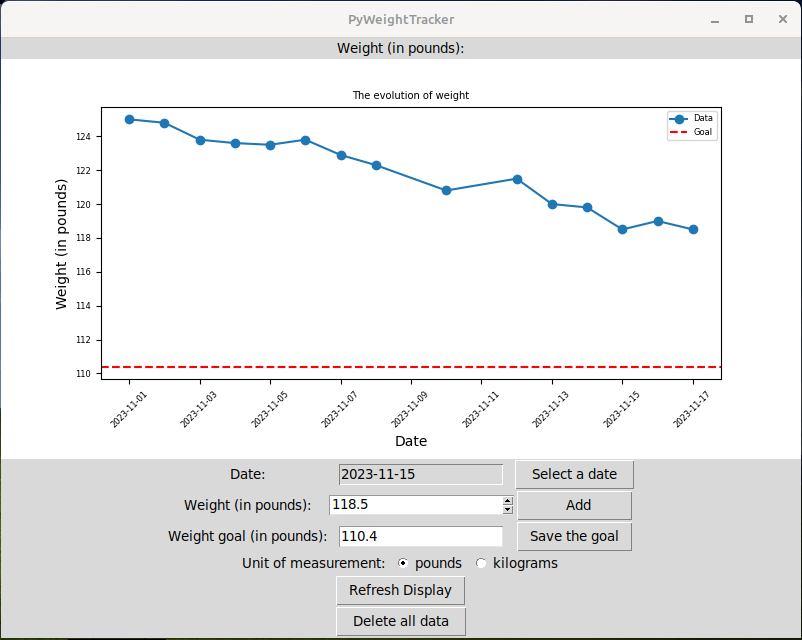 PyWeightTracker
Weight (in pounds):
The evolution of weight
Data
Goal
124
122
120
118
116
114
112
110
Weight (in pounds)
2023-11-01 2023-11-03 2023-11-05 2023-11-07 2023-11-09 2023-11-11 2023-11-13 2023-11-15 2023-11-17
Date
Date: 2023-11-15 Select a date
Weight (in pounds): 118.5 Add
Weight goal (in pounds): 110.4 Save the goal
Unit of measurement: pounds kilograms
Refresh Display
Delete all data